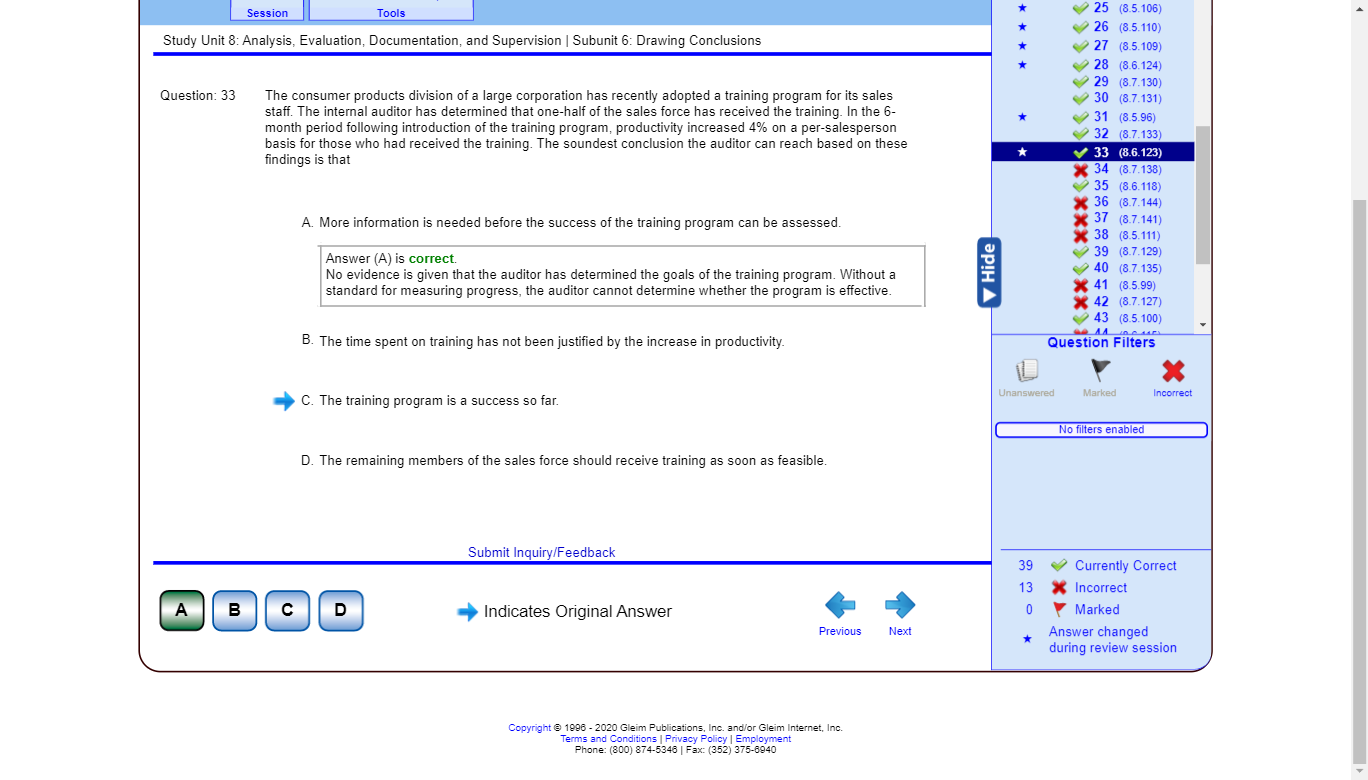 Session
Tools
Study Unit 8: Analysis, Evaluation, Documentation, and Supervision | Subunit 6: Drawing Conclusions
Question: 33
The consumer products division of a large corporation has recently adopted a training program for its sales
staff. The internal auditor has determined that one-half of the sales force has received the training. In the 6-
month period following introduction of the training program, productivity increased 4% on a per-salesperson
basis for those who had received the training. The soundest conclusion the auditor can reach based on these
findings is that
A. More information is needed before the success of the training program can be assessed.
Answer (A) is correct.
No evidence is given that the auditor has determined the goals of the training program. Without a
standard for measuring progress, the auditor cannot determine whether the program is effective.
B. The time spent on training has not been justified by the increase in productivity.
C. The training program is a success so far.
D. The remaining members of the sales force should receive training as soon as feasible.
Submit Inquiry/Feedback
A B C D
Indicates Original Answer
Previous
Next
25 (8.5.106)
26 (8.5.110)
27 (8.5.109)
28 (8.6.124)
29 (8.7.130)
30 (8.7.131)
31 (8.5.96)
32 (8.7.133)
33 (8.6.123)
34 (8.7.138)
35 (8.6.118)
36 (8.7.144)
37 (8.7.141)
38 (8.5.111)
39 (8.7.129)
40 (8.7.135)
41 (8.5.99)
42 (8.7.127)
43 (8.5.100)
Hide
Question Filters
Unanswered
Marked
Incorrect
No filters enabled
39 Currently Correct
13 Incorrect
0 Marked
Answer changed
during review session
Copyright © 1996 - 2020 Gleim Publications, Inc. and/or Gleim Internet, Inc.
Terms and Conditions | Privacy Policy | Employment
Phone: (800) 874-5346 | Fax: (352) 375-6940